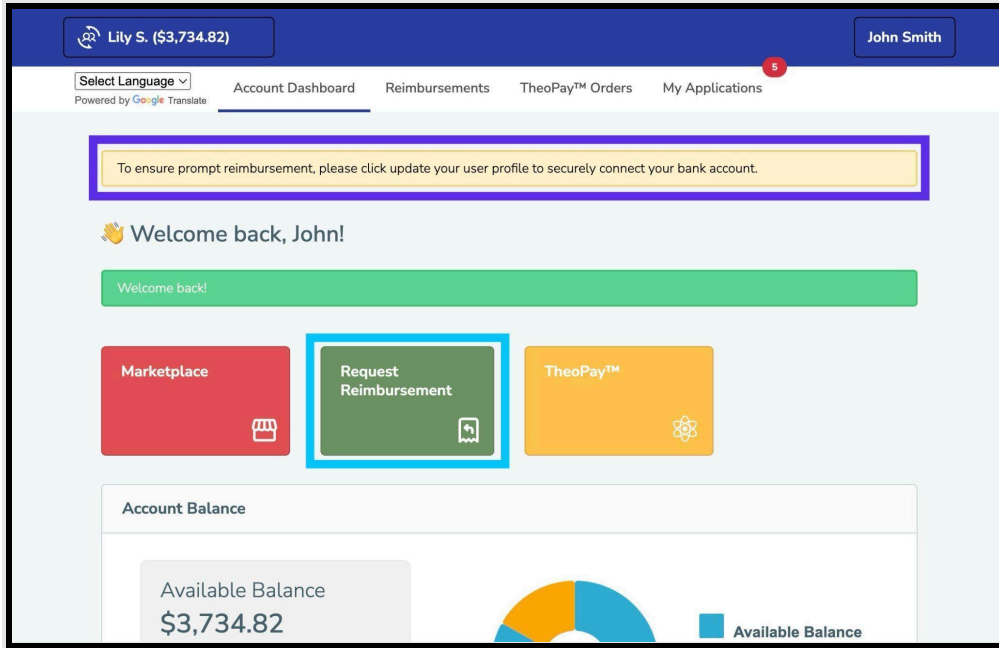 Lily S. ($3,734.82)
John Smith
5
Select Language
Powered by Google Translate
Account Dashboard
Reimbursements
TheoPay™ Orders
My Applications
To ensure prompt reimbursement, please click update your user profile to securely connect your bank account.
👋 Welcome back, John!
Welcome back!
Marketplace
Request
Reimbursement
TheoPay™
Account Balance
Available Balance
$3,734.82
Available Balance